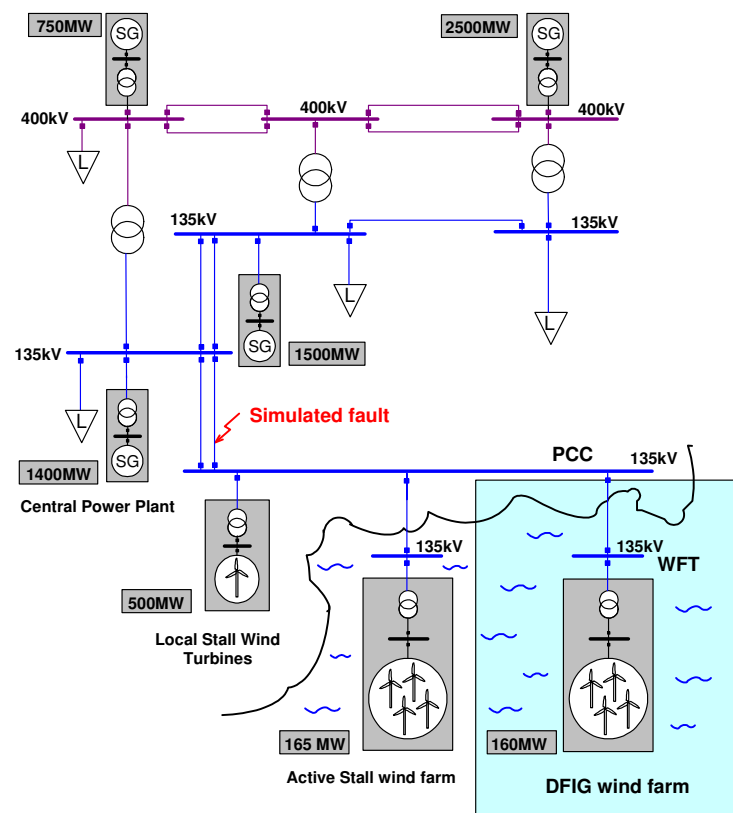 750MW
SG
2500MW
SG
400kV
400kV
400kV
L
135kV
135kV
L
L
SG
1500MW
135kV
L
Simulated fault
SG
1400MW
Central Power Plant
PCC
135kV
135kV
135kV
WFT
500MW
Local Stall Wind
Turbines
165 MW
160MW
Active Stall wind farm
DFIG wind farm